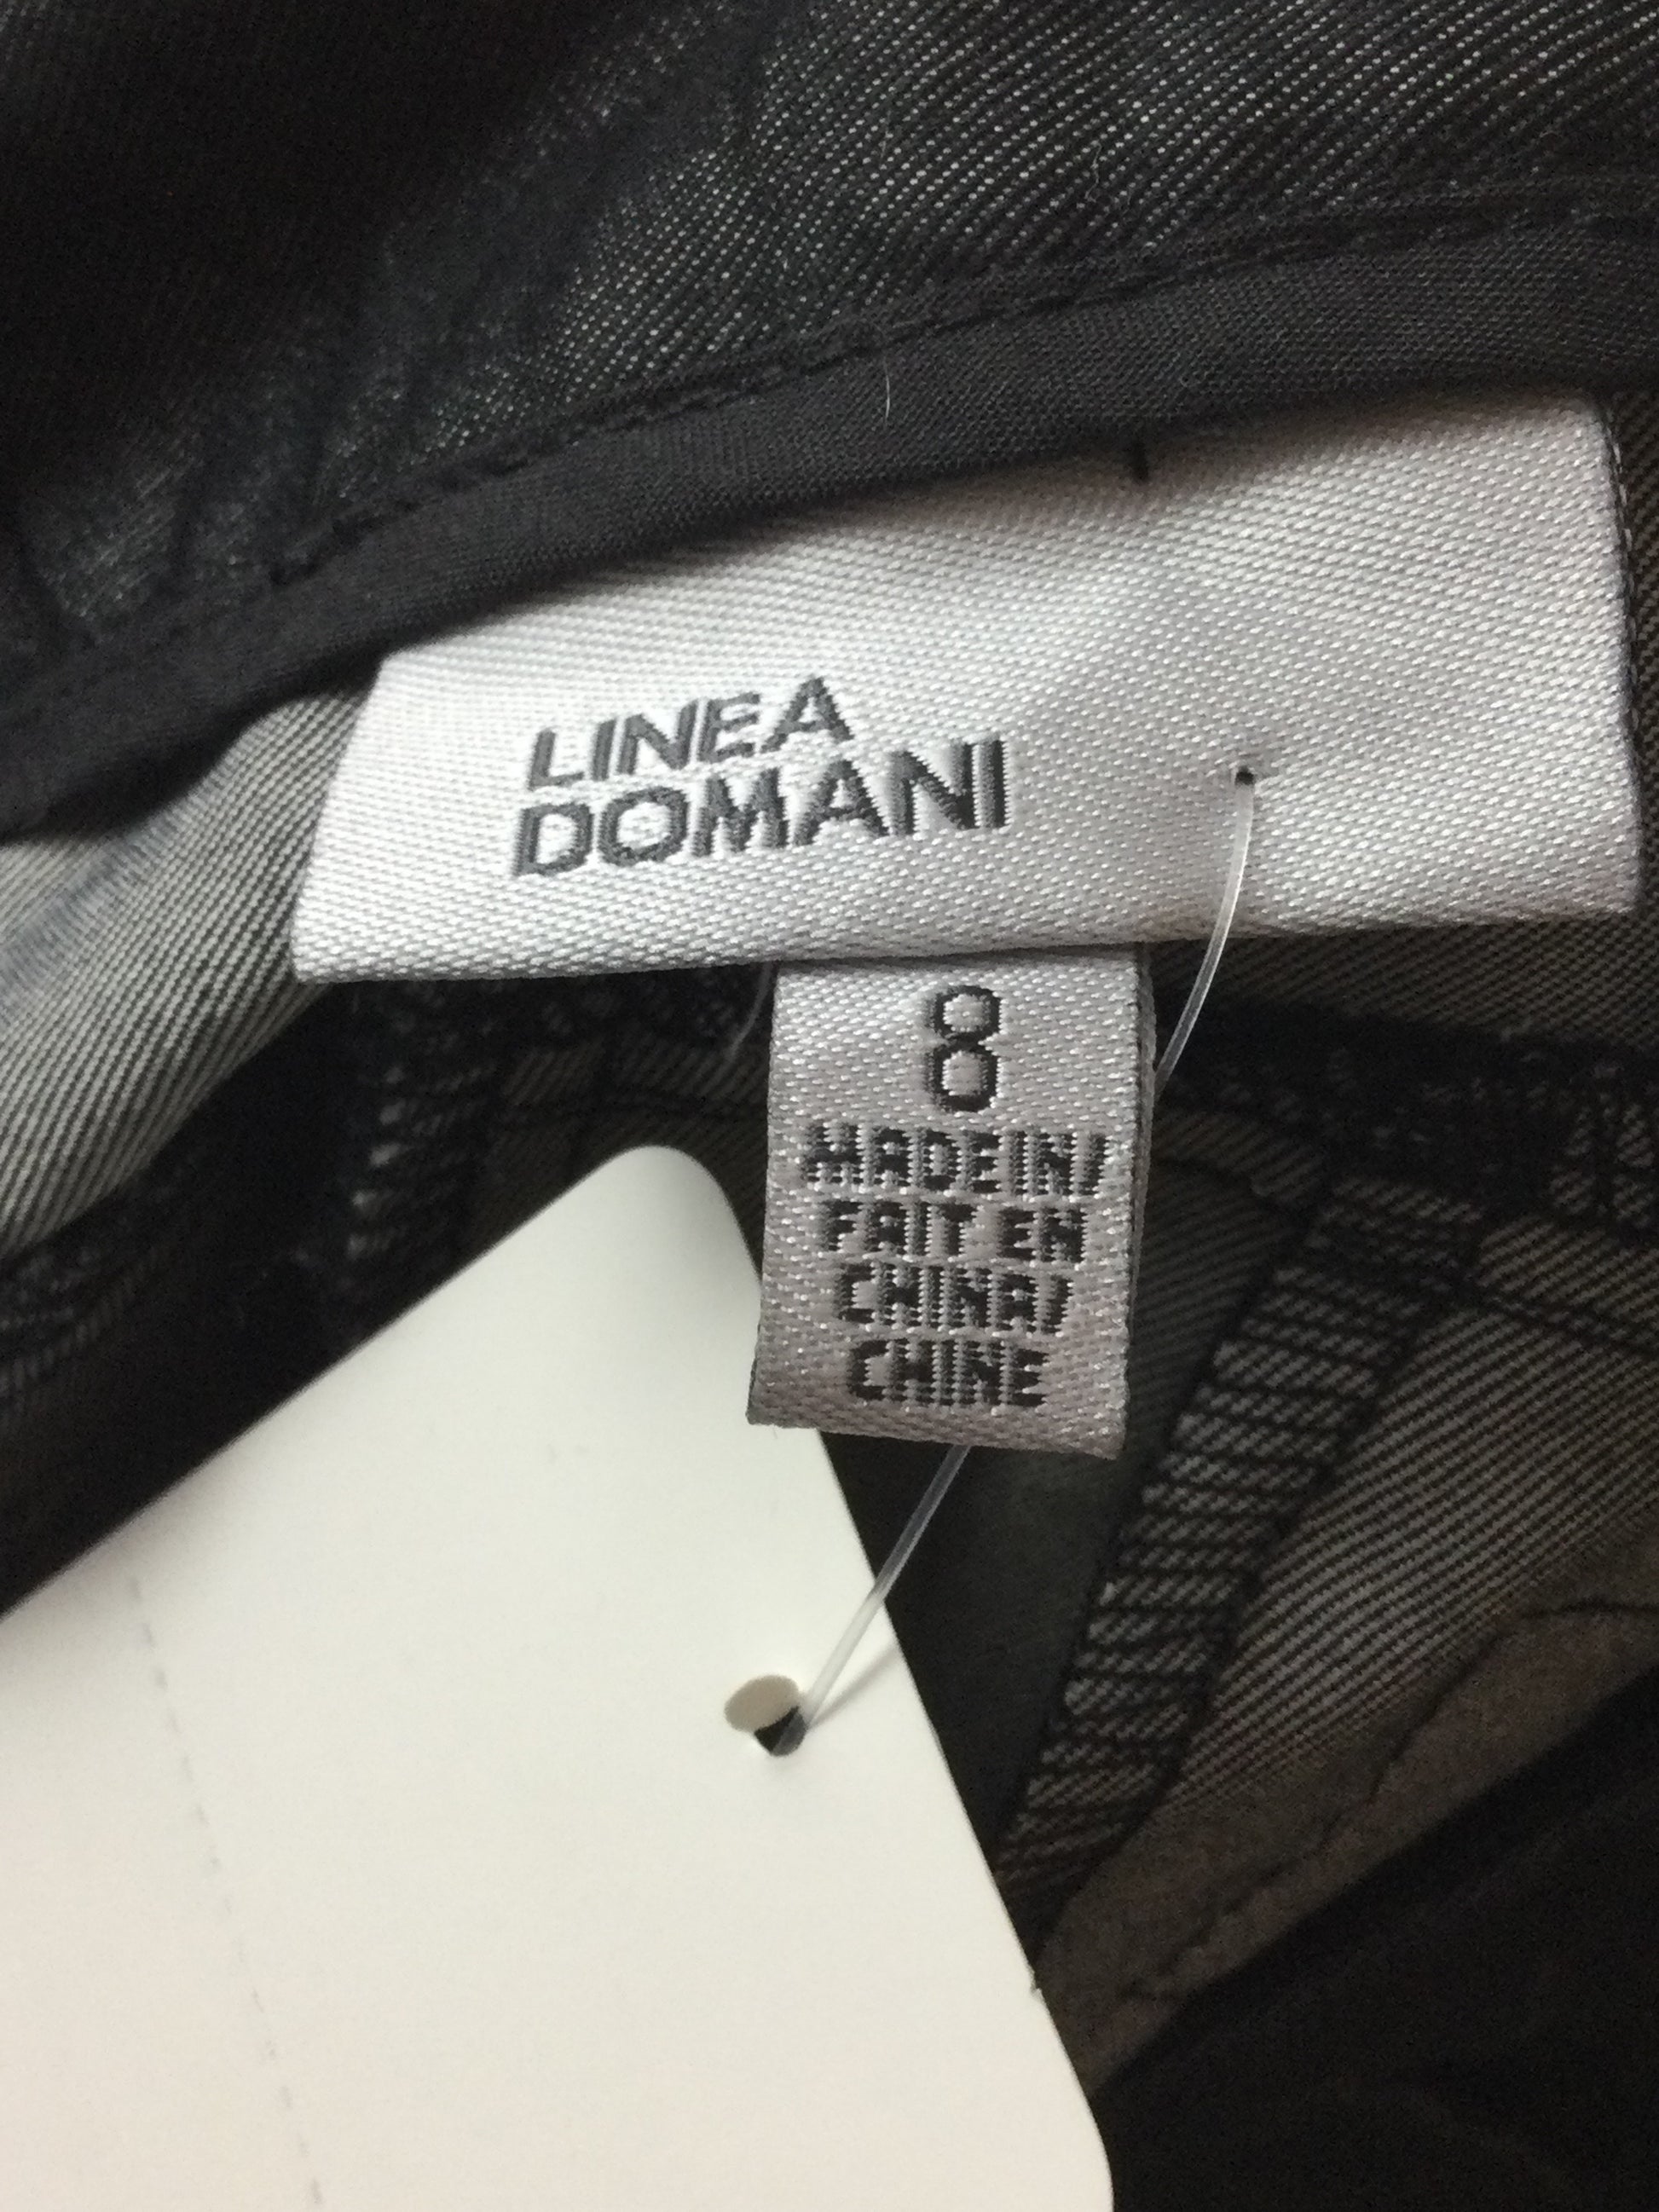 LINEA
DOMANI
8
MADE IN/
FAIT EN
CHINA/
CHINE